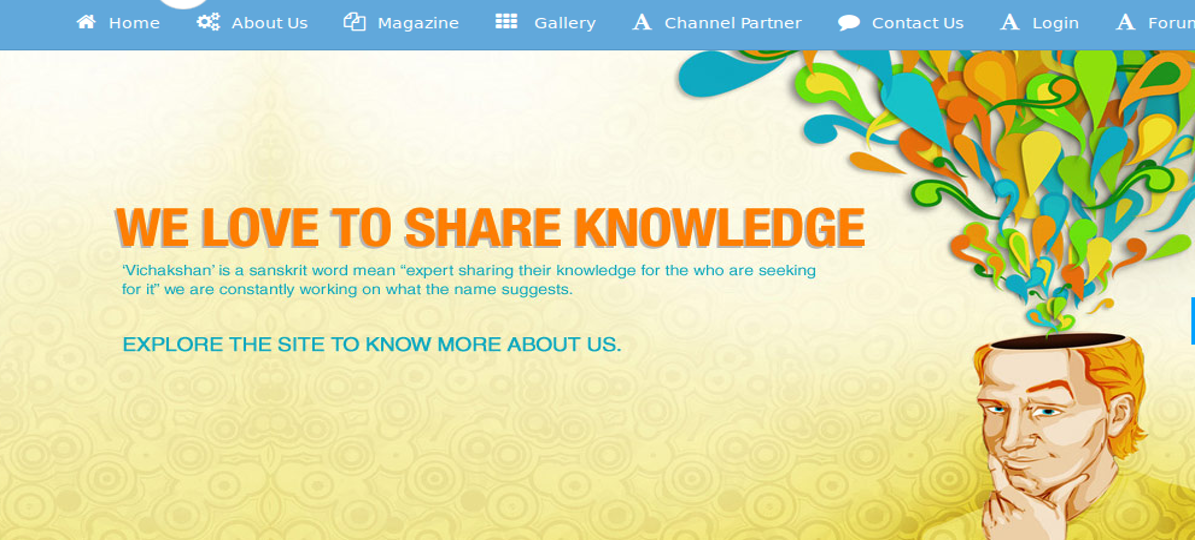 Home About Us Magazine Gallery Channel Partner Contact Us Login Forum
WE LOVE TO SHARE KNOWLEDGE
‘Vichakshan’ is a sanskrit word mean “expert sharing their knowledge for the who are seeking
for it” we are constantly working on what the name suggests.
EXPLORE THE SITE TO KNOW MORE ABOUT US.